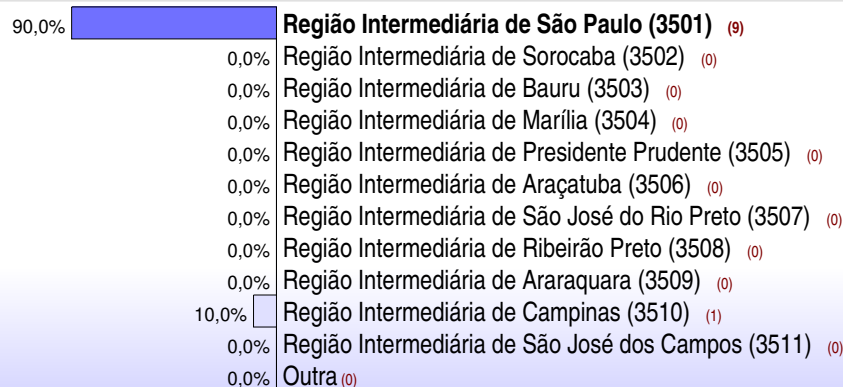 90,0% Região Intermediária de São Paulo (3501) (9)
0,0% Região Intermediária de Sorocaba (3502) (0)
0,0% Região Intermediária de Bauru (3503) (0)
0,0% Região Intermediária de Marília (3504) (0)
0,0% Região Intermediária de Presidente Prudente (3505) (0)
0,0% Região Intermediária de Araçatuba (3506) (0)
0,0% Região Intermediária de São José do Rio Preto (3507) (0)
0,0% Região Intermediária de Ribeirão Preto (3508) (0)
0,0% Região Intermediária de Araraquara (3509) (0)
10,0% Região Intermediária de Campinas (3510) (1)
0,0% Região Intermediária de São José dos Campos (3511) (0)
0,0% Outra (0)